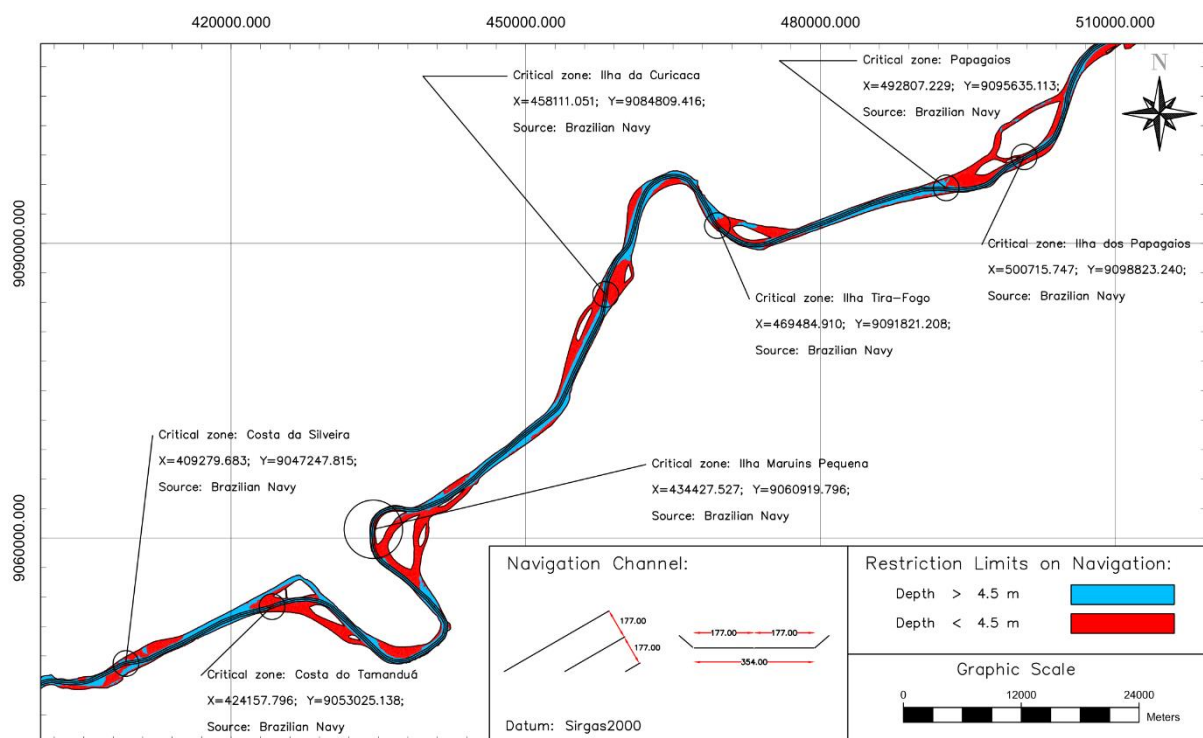 420000.000 450000.000 480000.000 510000.000
Critical zone: Ilha da Curicaca
X=458111.051; Y=9084809.416;
Source: Brazilian Navy
Critical zone: Papagaios
X=492807.229; Y=9095635.113;
Source: Brazilian Navy
N
9090000.000
Critical zone: Ilha dos Papagaios
X=500715.747; Y=9098823.240;
Source: Brazilian Navy
Critical zone: Ilha Tira-Fogo
X=469484.910; Y=9091821.208;
Source: Brazilian Navy
Critical zone: Costa da Silveira
X=409279.683; Y=9047247.815;
Source: Brazilian Navy
Critical zone: Ilha Maruins Pequena
X=434427.527; Y=9060919.796;
Source: Brazilian Navy
9060000.000
Critical zone: Costa do Tamanduá
X=424157.796; Y=9053025.138;
Source: Brazilian Navy
Navigation Channel:
177.00
177.00
177.00 177.00
354.00
Datum: Sirgas2000
Restriction Limits on Navigation:
Depth > 4.5 m
Depth < 4.5 m
Graphic Scale
0 12000 24000
Meters